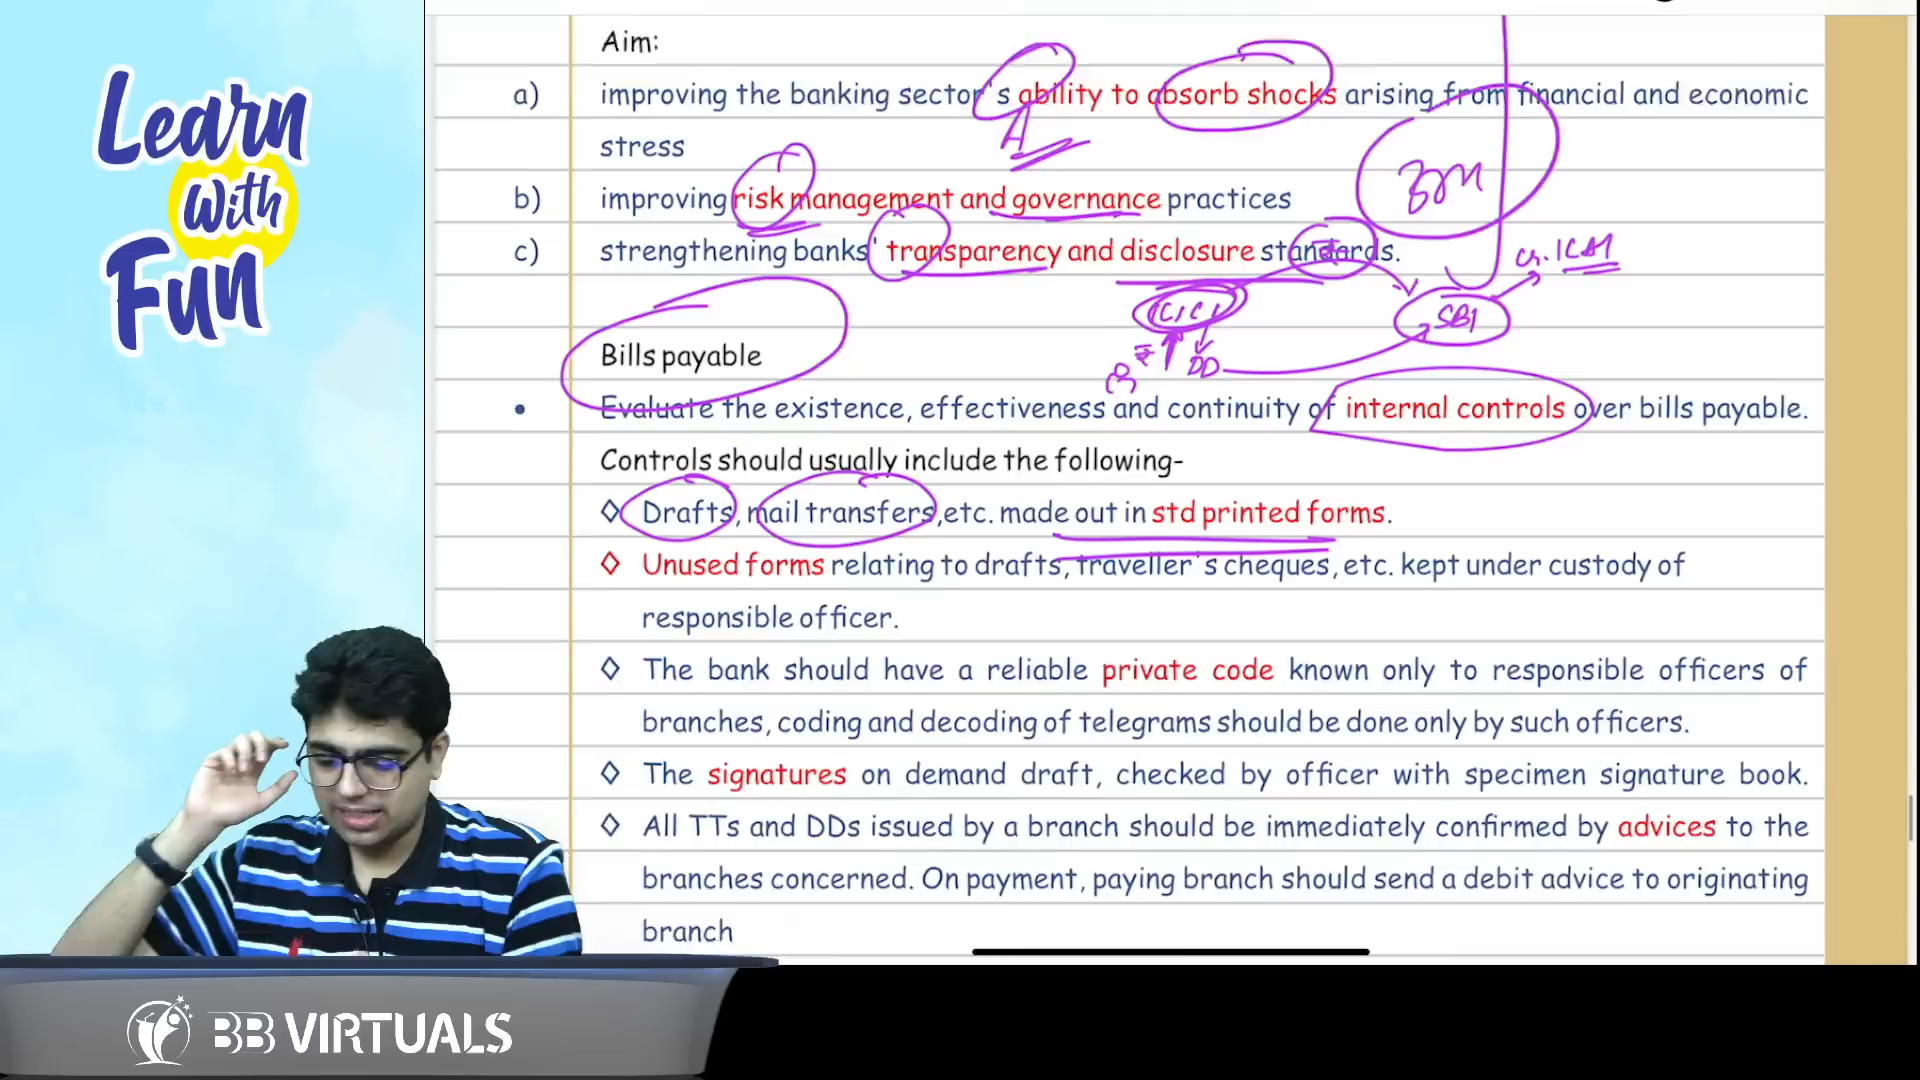 Learn
With
Fun
Aim:
a) improving the banking sector's ability to absorb shocks arising from financial and economic
stress
b) improving risk management and governance practices
c) strengthening banks' transparency and disclosure standards.
Cr. ICAI
SBI
DD
Bills payable
• Evaluate the existence, effectiveness and continuity of internal controls over bills payable.
Controls should usually include the following-
◊ Drafts, mail transfers, etc. made out in std printed forms.
◊ Unused forms relating to drafts, traveller's cheques, etc. kept under custody of
responsible officer.
◊ The bank should have a reliable private code known only to responsible officers of
branches, coding and decoding of telegrams should be done only by such officers.
◊ The signatures on demand draft, checked by officer with specimen signature book.
◊ All TTs and DDs issued by a branch should be immediately confirmed by advices to the
branches concerned. On payment, paying branch should send a debit advice to originating
branch
BB VIRTUALS